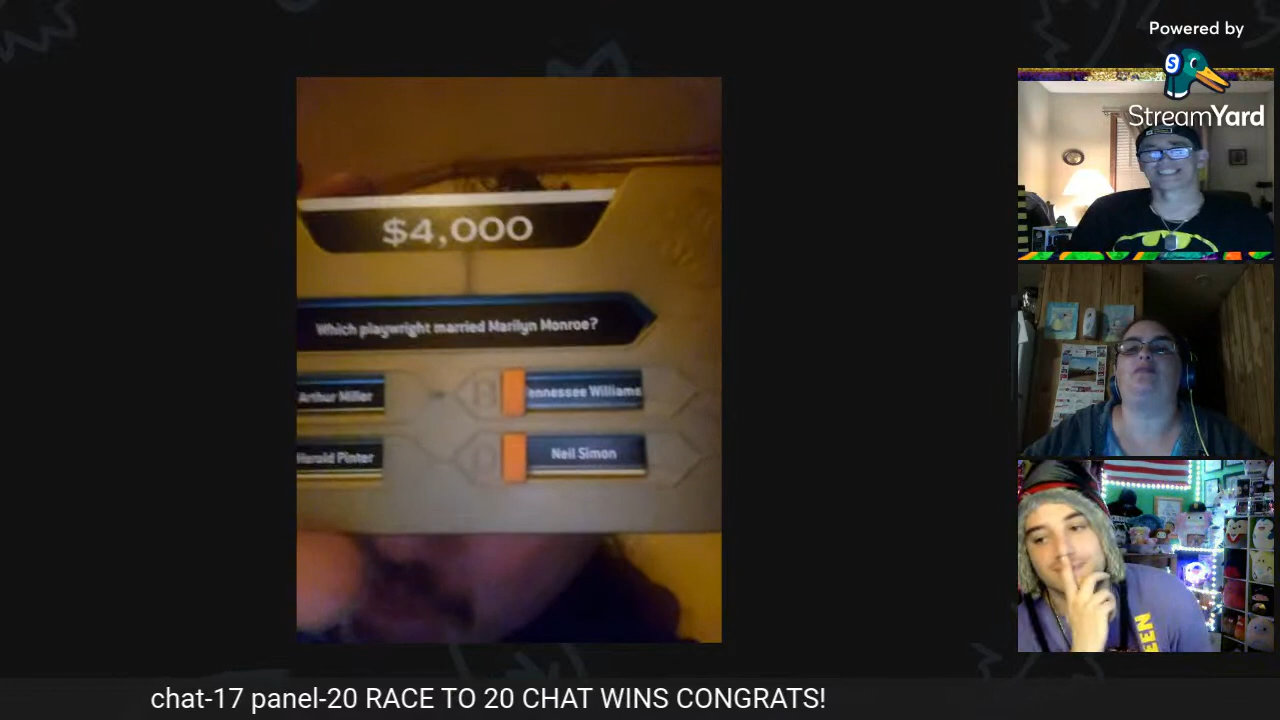 Powered by
S
StreamYard
$4,000
Which playwright married Marilyn Monroe?
Arthur Miller
ennessee Williams
Harold Pinter
Neil Simon
EEN
chat-17 panel-20 RACE TO 20 CHAT WINS CONGRATS!